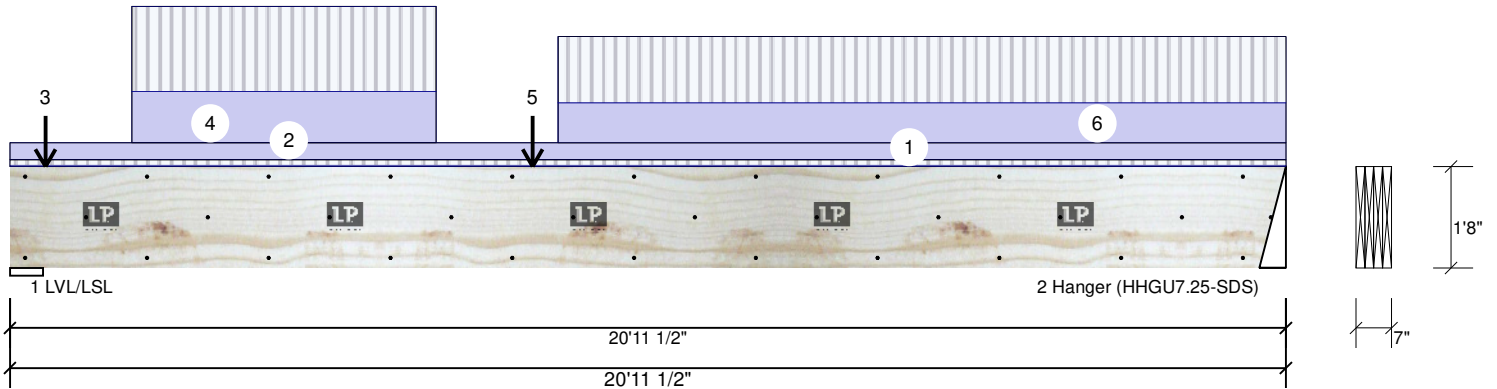 3
5
4
2
1
6
LP
LP
LP
LP
LP
1'8"
1 LVL/LSL
2 Hanger (HHGU7.25-SDS)
20'11 1/2"
7"
20'11 1/2"